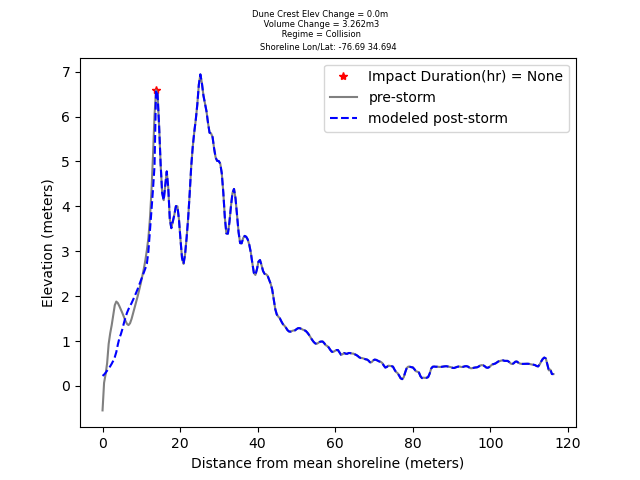 Dune Crest Elev Change = 0.0m
Volume Change = 3.262m3
Regime = Collision
Shoreline Lon/Lat: -76.69 34.694
Impact Duration(hr) = None
pre-storm
modeled post-storm
7
6
5
4
3
2
1
0
Elevation (meters)
0 20 40 60 80 100 120
Distance from mean shoreline (meters)